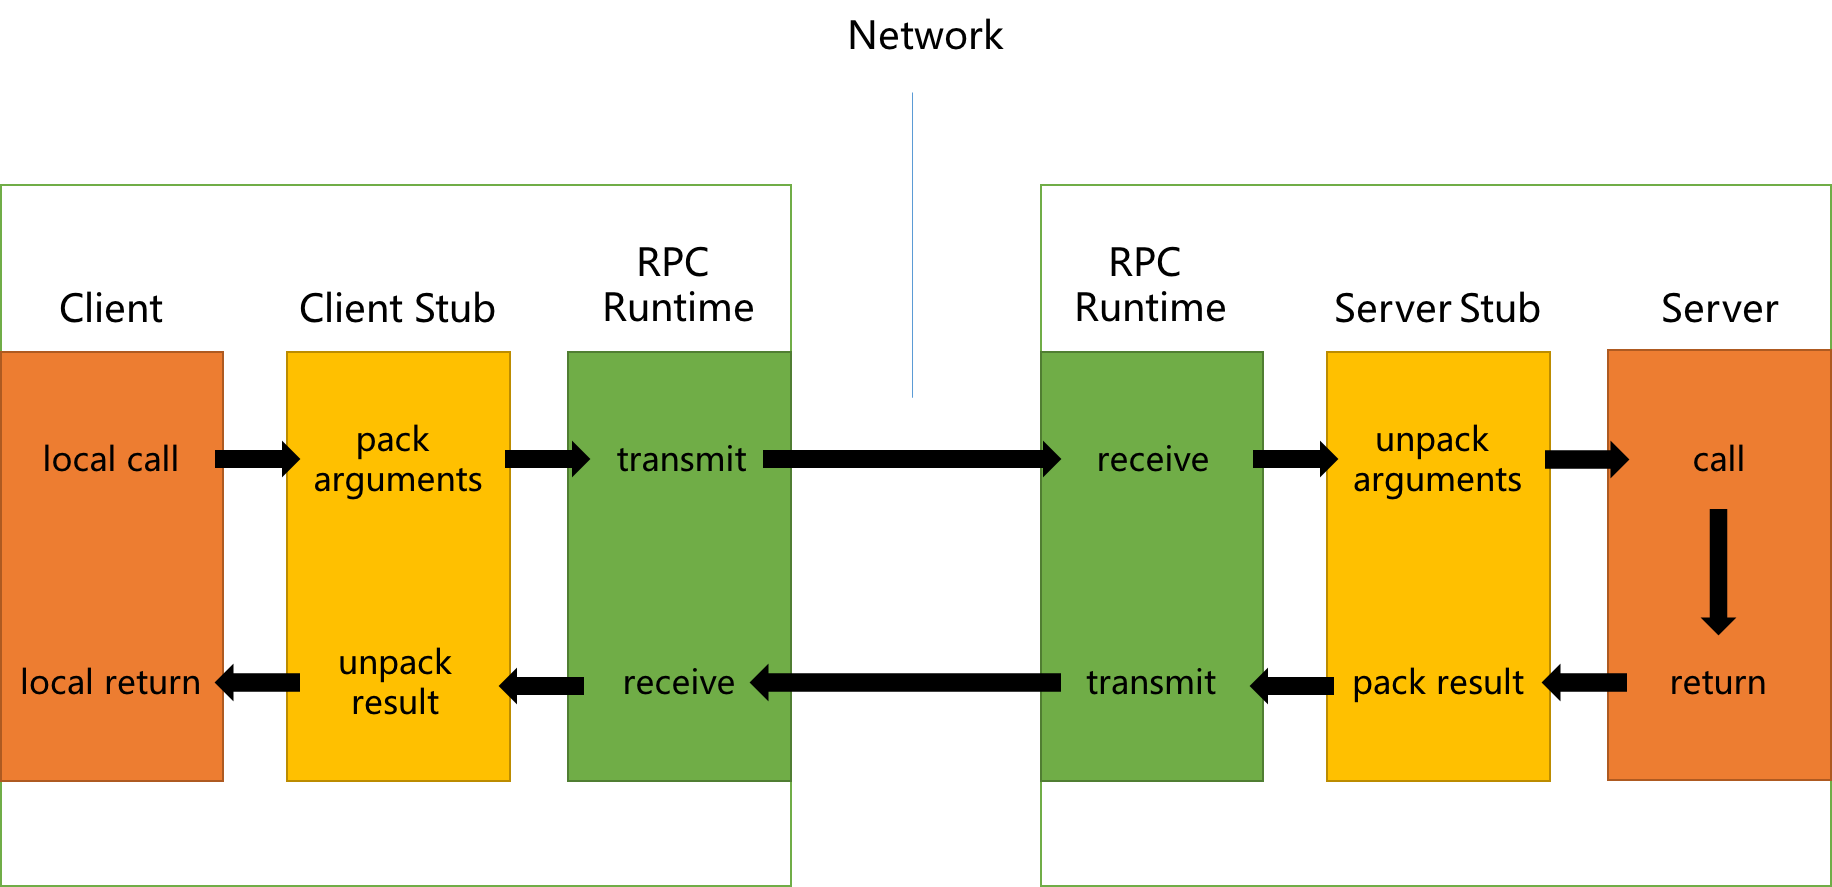 Network
RPC
Runtime
RPC
Runtime
Client
Client Stub
Server Stub
Server
local call
pack
arguments
transmit
receive
unpack
arguments
call
local return
unpack
result
receive
transmit
pack result
return